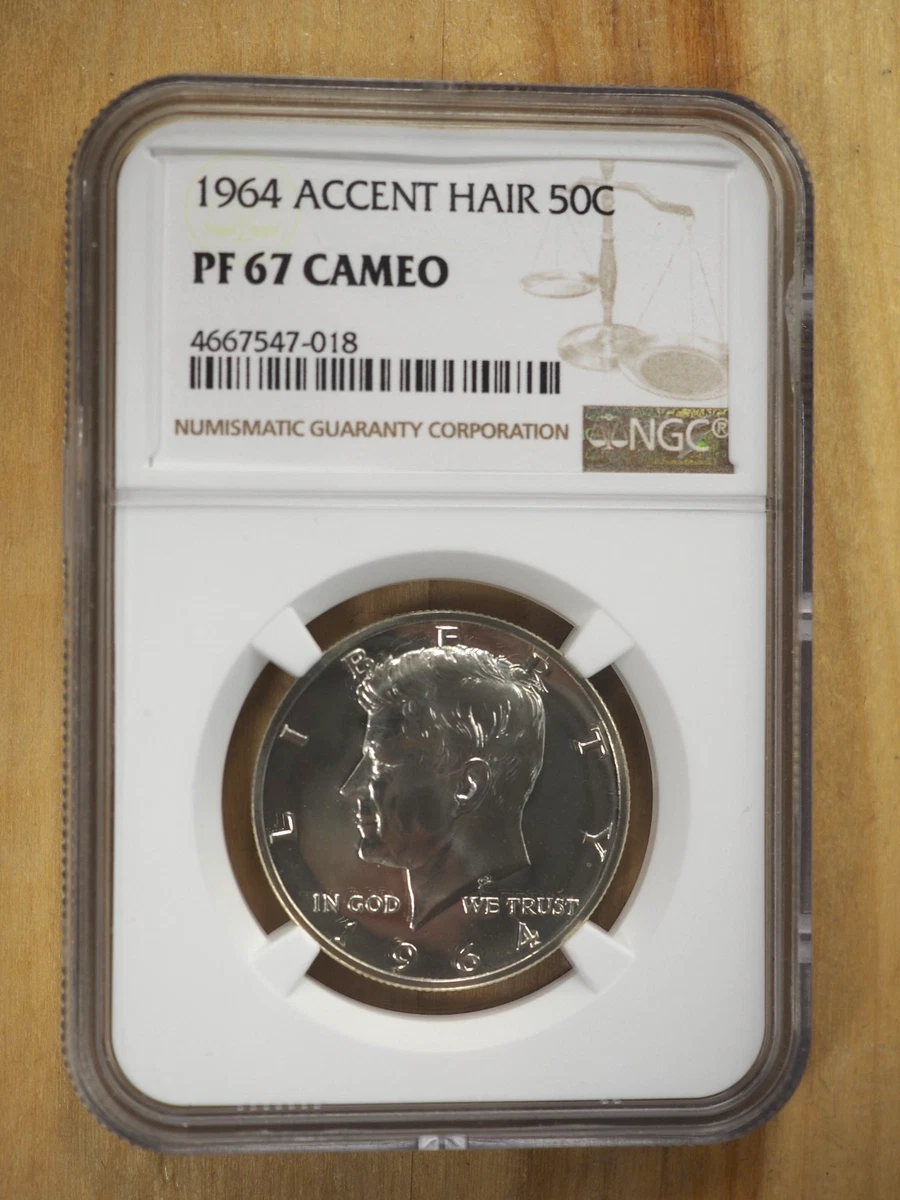 1964 ACCENT HAIR 50C
PF 67 CAMEO
4667547-018
NUMISMATIC GUARANTY CORPORATION
NGC®
LIBERTY
IN GOD WE TRUST
1964